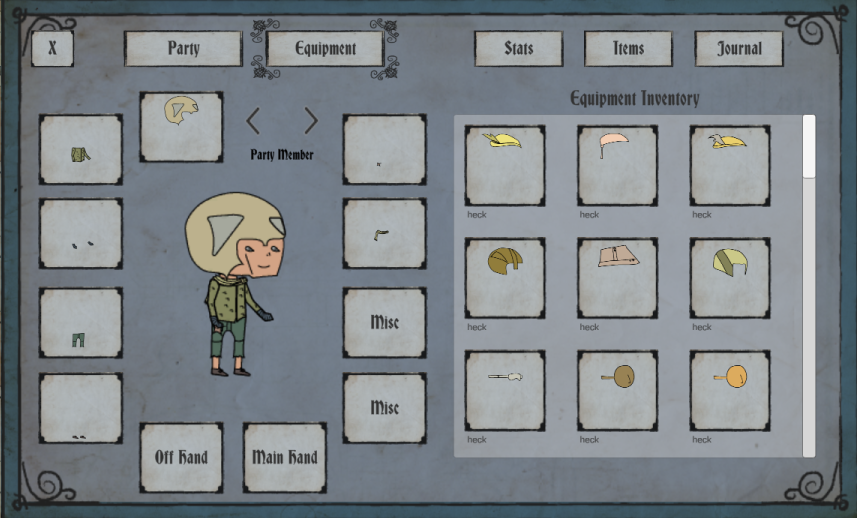 X
Party
Equipment
Stats
Items
Journal
Party Member
Equipment Inventory
heck
heck
heck
heck
heck
heck
Misc
Misc
heck
heck
heck
Off Hand
Main Hand